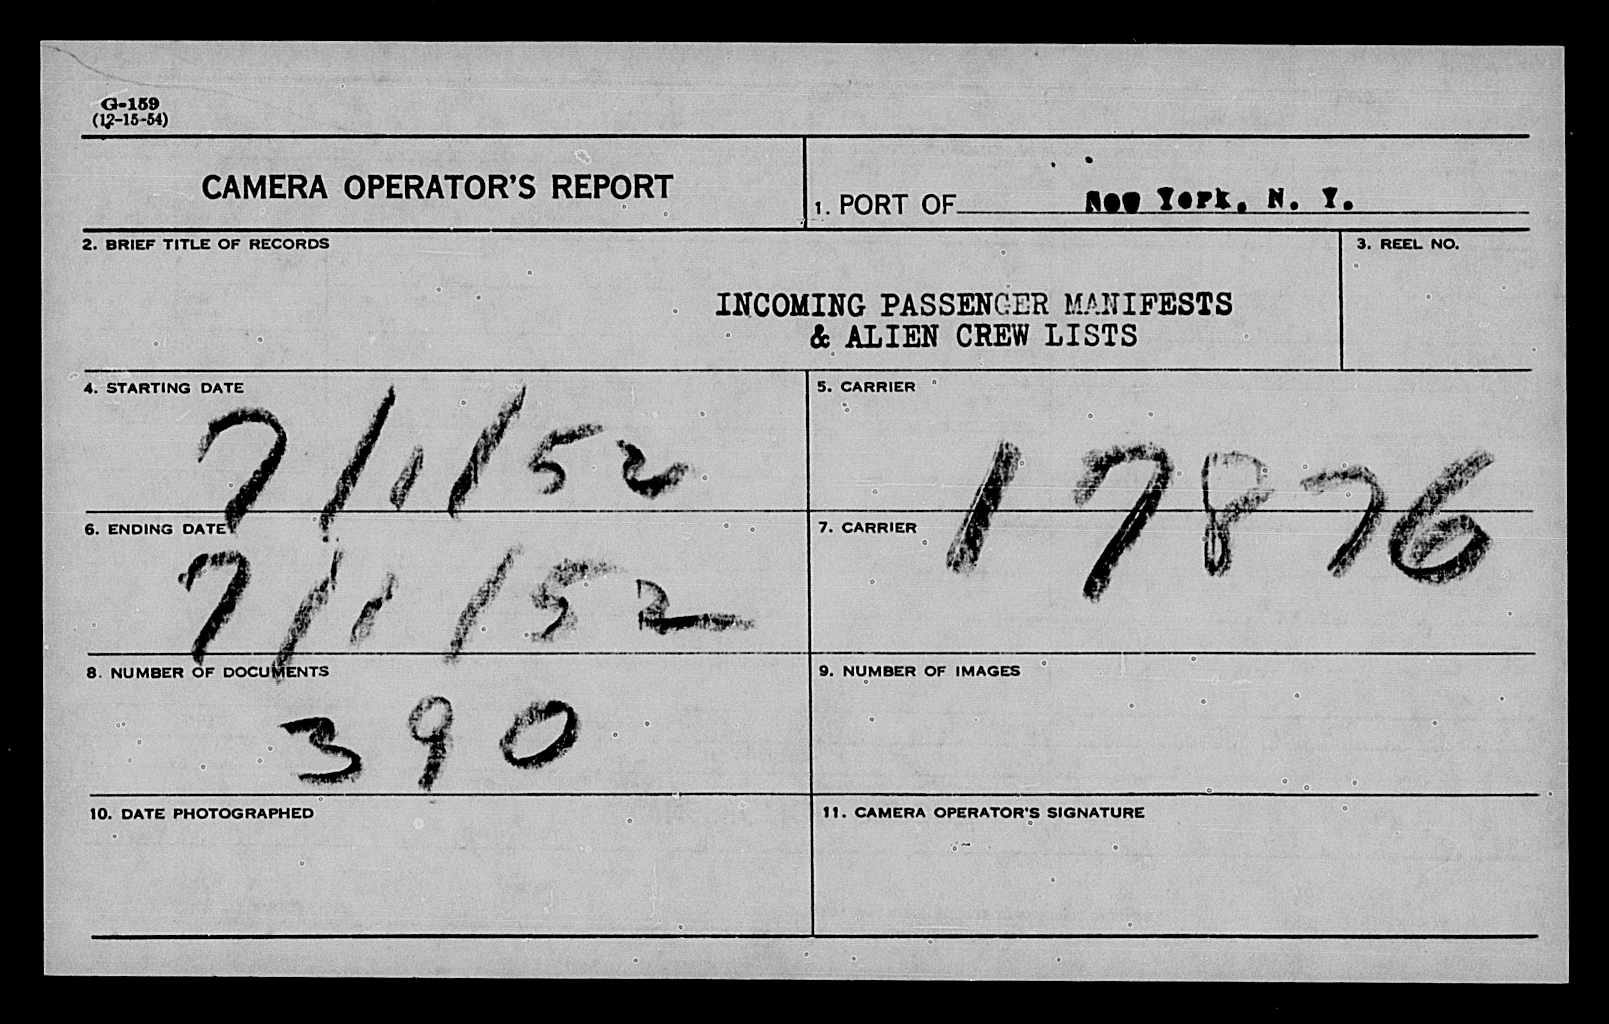 G-159
(12-15-54)
CAMERA OPERATOR'S REPORT
1. PORT OF New York, N. Y.
2. BRIEF TITLE OF RECORDS
3. REEL NO.
INCOMING PASSENGER MANIFESTS
& ALIEN CREW LISTS
4. STARTING DATE
7/1/52
5. CARRIER
17876
6. ENDING DATE
7/1/52
7. CARRIER
8. NUMBER OF DOCUMENTS
390
9. NUMBER OF IMAGES
10. DATE PHOTOGRAPHED
11. CAMERA OPERATOR'S SIGNATURE